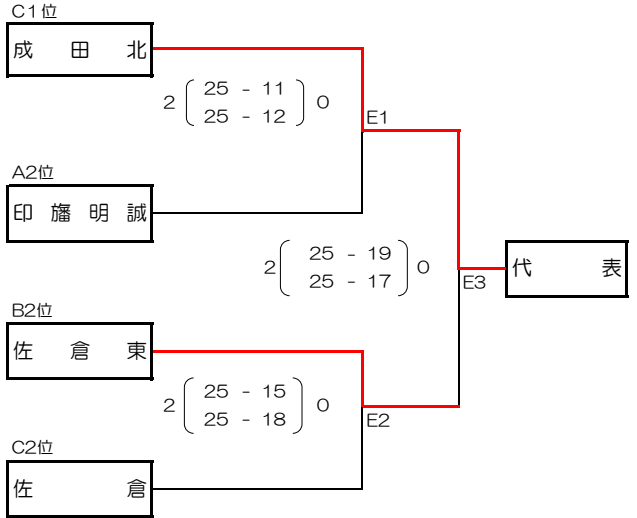 C1位
成田北
2 25 - 11 0
25 - 12
E1
A2位
印旛明誠
2 25 - 19 0
25 - 17
E3
代表
B2位
佐倉東
2 25 - 15 0
25 - 18
E2
C2位
佐倉